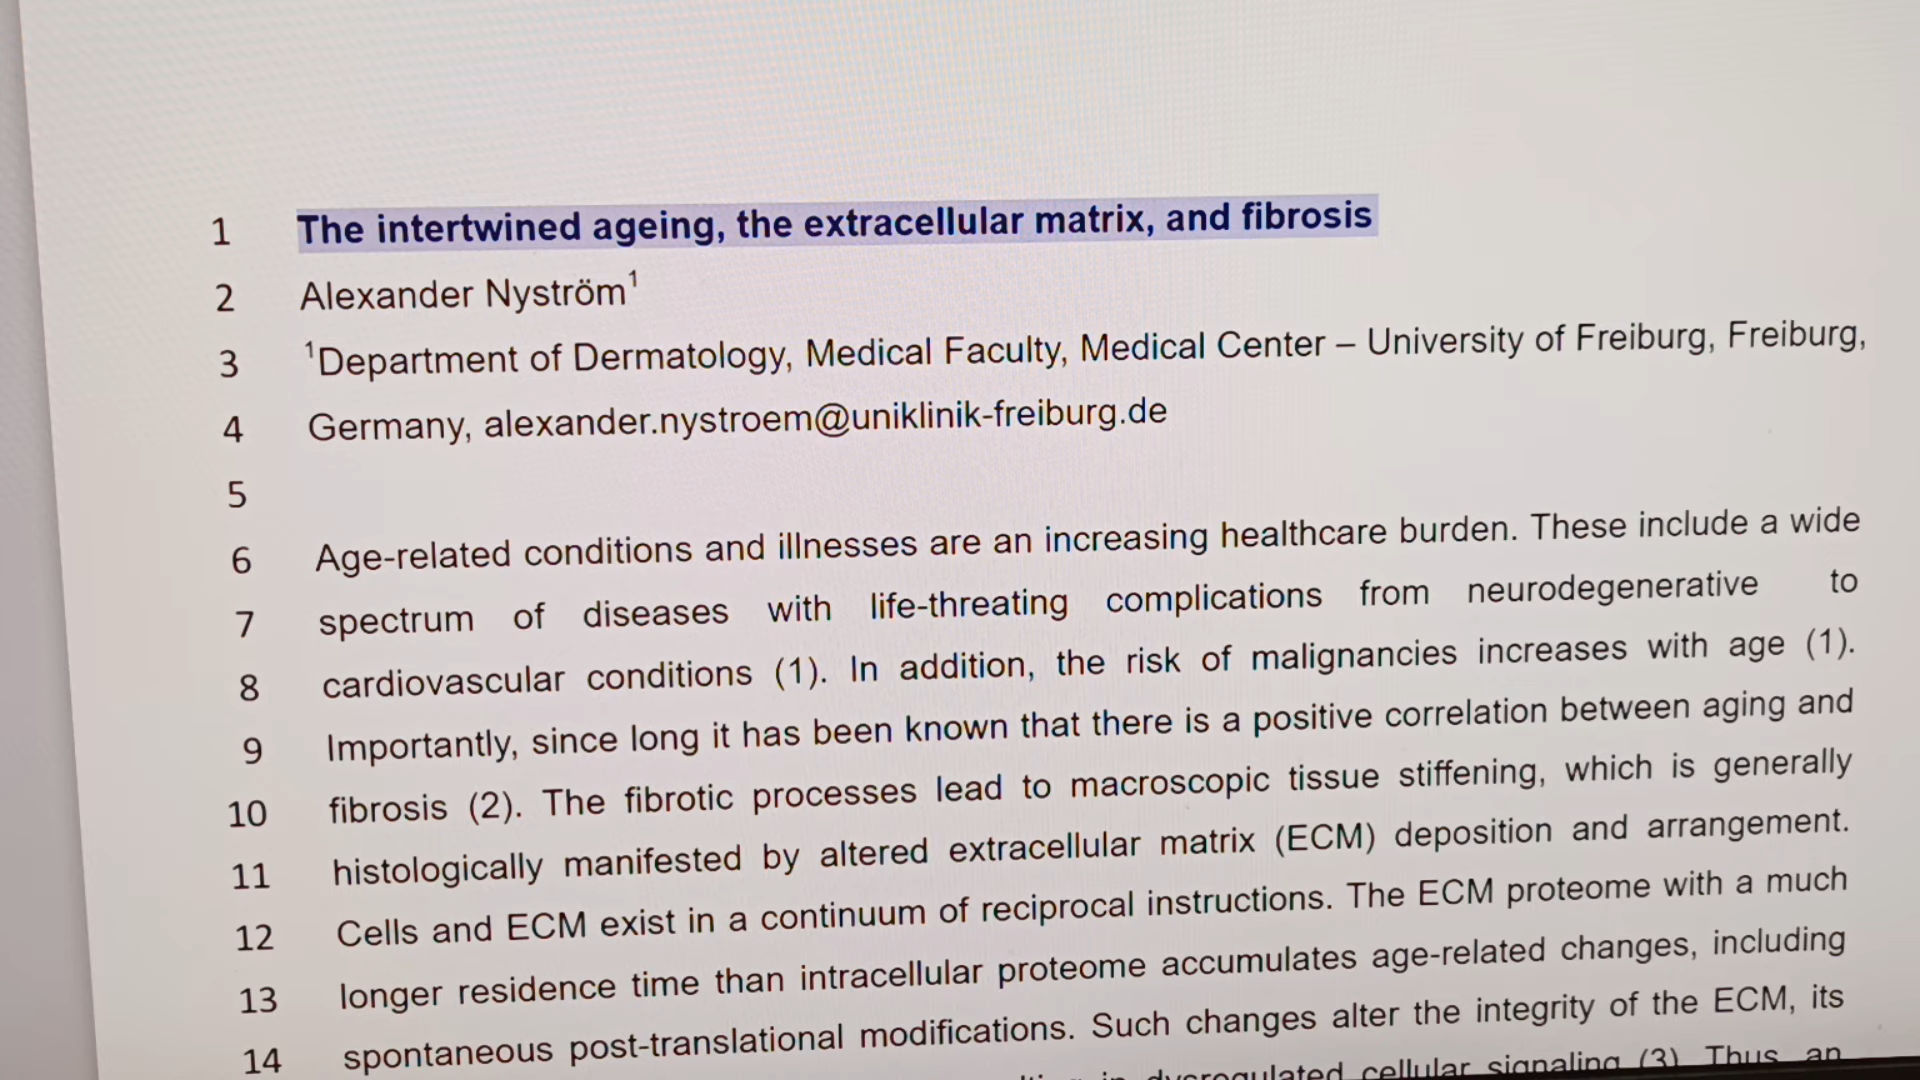 1 The intertwined ageing, the extracellular matrix, and fibrosis
2 Alexander Nyström¹
3 ¹Department of Dermatology, Medical Faculty, Medical Center – University of Freiburg, Freiburg,
4 Germany, alexander.nystroem@uniklinik-freiburg.de
5
6 Age-related conditions and illnesses are an increasing healthcare burden. These include a wide
7 spectrum of diseases with life-threating complications from neurodegenerative to
8 cardiovascular conditions (1). In addition, the risk of malignancies increases with age (1).
9 Importantly, since long it has been known that there is a positive correlation between aging and
10 fibrosis (2). The fibrotic processes lead to macroscopic tissue stiffening, which is generally
11 histologically manifested by altered extracellular matrix (ECM) deposition and arrangement.
12 Cells and ECM exist in a continuum of reciprocal instructions. The ECM proteome with a much
13 longer residence time than intracellular proteome accumulates age-related changes, including
14 spontaneous post-translational modifications. Such changes alter the integrity of the ECM, its
in dysregulated cellular signaling (3). Thus, an